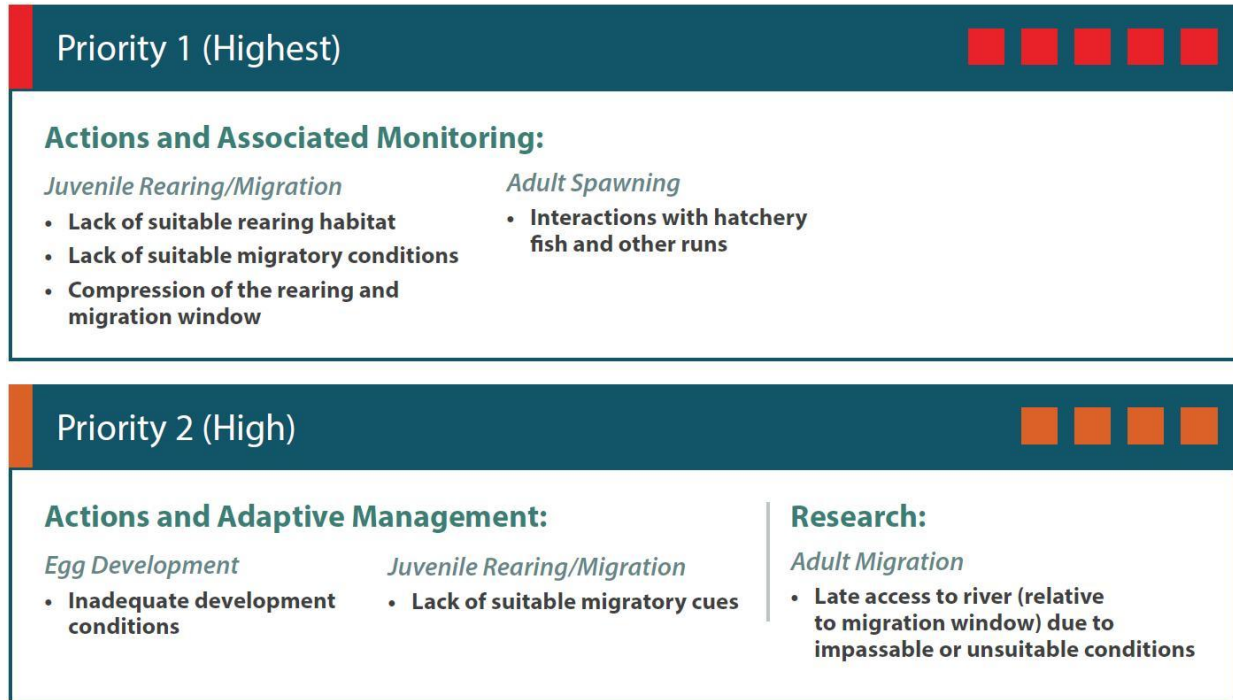 Priority 1 (Highest)
Actions and Associated Monitoring:
Juvenile Rearing/Migration
• Lack of suitable rearing habitat
• Lack of suitable migratory conditions
• Compression of the rearing and
migration window
Adult Spawning
• Interactions with hatchery
fish and other runs
Priority 2 (High)
Actions and Adaptive Management:
Egg Development
• Inadequate development
conditions
Juvenile Rearing/Migration
• Lack of suitable migratory cues
Research:
Adult Migration
• Late access to river (relative
to migration window) due to
impassable or unsuitable conditions